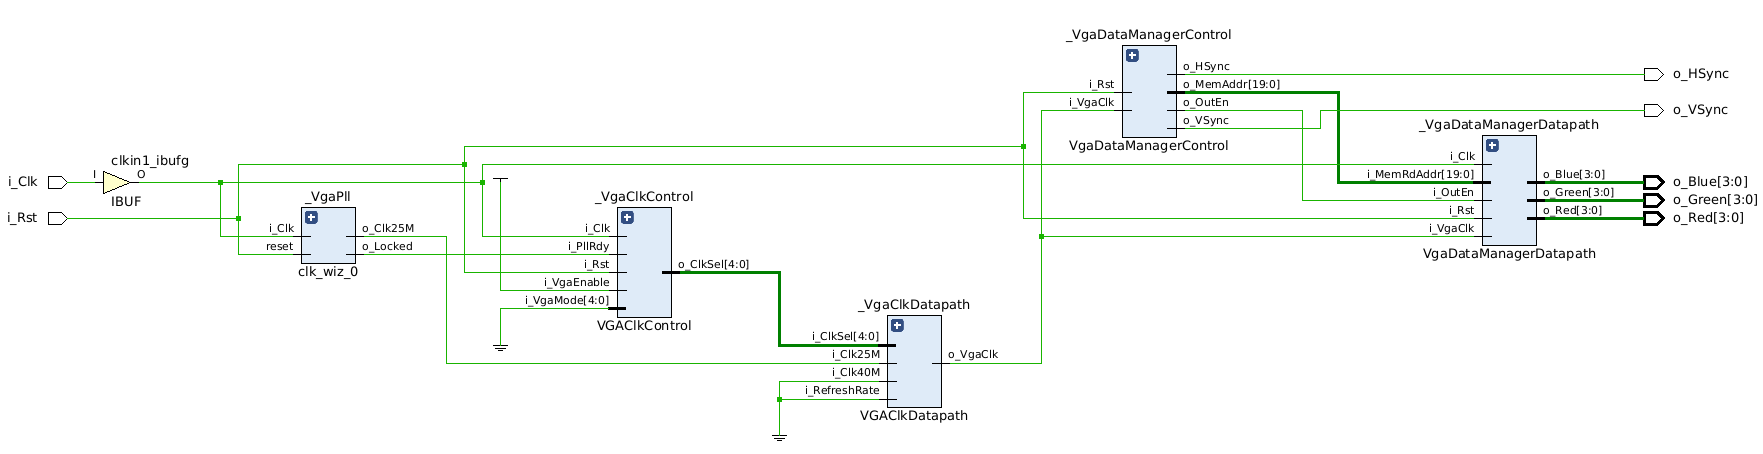 i_Clk
i_Rst
clkin1_ibufg
I
O
IBUF
_VgaPll
i_Clk
reset
o_Clk25M
o_Locked
clk_wiz_0
_VgaClkControl
i_Clk
i_PllRdy
i_Rst
i_VgaEnable
i_VgaMode[4:0]
o_ClkSel[4:0]
VGAClkControl
_VgaClkDatapath
i_ClkSel[4:0]
i_Clk25M
i_Clk40M
i_RefreshRate
o_VgaClk
VGAClkDatapath
_VgaDataManagerControl
i_Rst
i_VgaClk
o_HSync
o_MemAddr[19:0]
o_OutEn
o_VSync
VgaDataManagerControl
_VgaDataManagerDatapath
i_Clk
i_MemRdAddr[19:0]
i_OutEn
i_Rst
i_VgaClk
o_Blue[3:0]
o_Green[3:0]
o_Red[3:0]
VgaDataManagerDatapath
o_HSync
o_VSync
o_Blue[3:0]
o_Green[3:0]
o_Red[3:0]